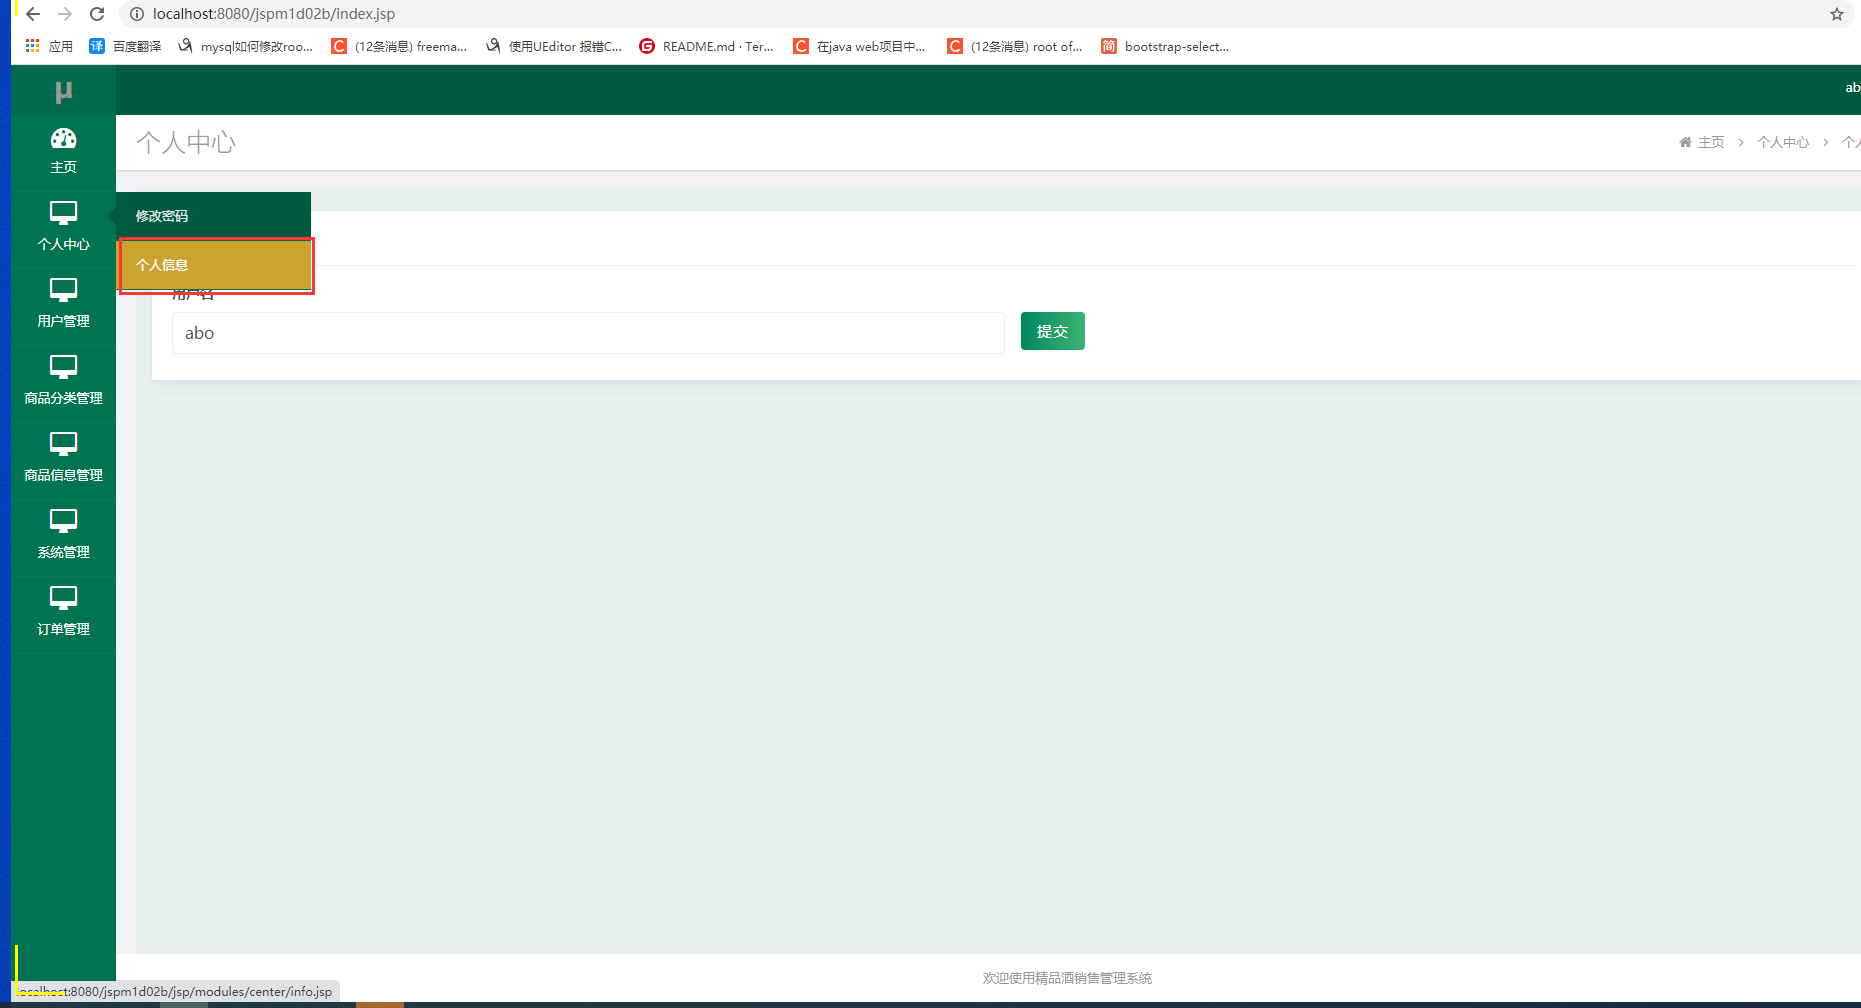 localhost:8080/jspm1d02b/index.jsp
应用 百度翻译 mysql如何修改roo... (12条消息) freema... 使用UEditor 报错C... README.md · Ter... 在java web项目中... (12条消息) root of... bootstrap-select...
μ
ab
主页
个人中心
主页 > 个人中心 > 个人
个人中心
修改密码
个人信息
用户管理
用户名
abo
提交
商品分类管理
商品信息管理
系统管理
订单管理
欢迎使用精品酒销售管理系统
localhost:8080/jspm1d02b/jsp/modules/center/info.jsp